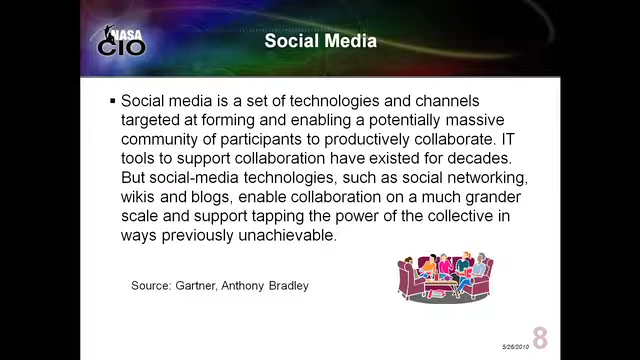 NASA
CIO
Social Media
▪ Social media is a set of technologies and channels
targeted at forming and enabling a potentially massive
community of participants to productively collaborate. IT
tools to support collaboration have existed for decades.
But social-media technologies, such as social networking,
wikis and blogs, enable collaboration on a much grander
scale and support tapping the power of the collective in
ways previously unachievable.
Source: Gartner, Anthony Bradley
5/26/2010 8